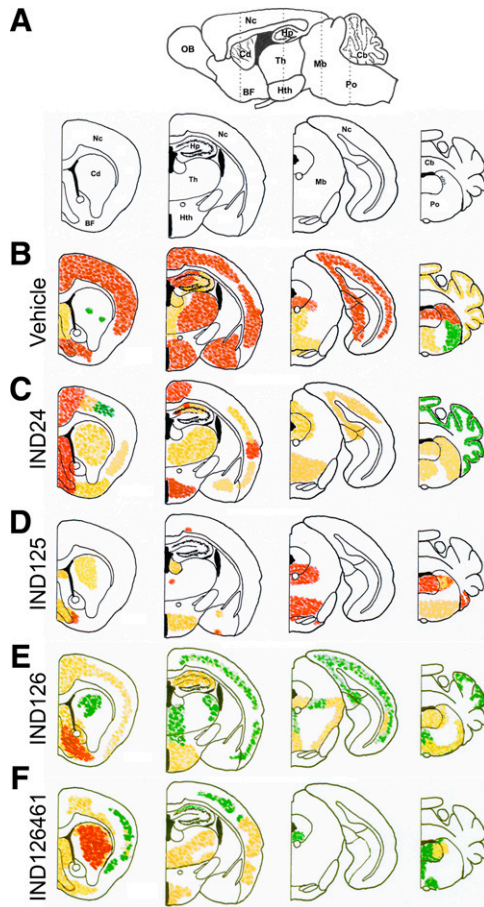 A
Nc
OB
Hp
Cd
Th
Mb
Cb
BF
Hth
Po
Nc
Cd
BF
Nc
Hp
Th
Hth
Nc
Mb
Cb
Po
B
Vehicle
C
IND24
D
IND125
E
IND126
F
IND126461